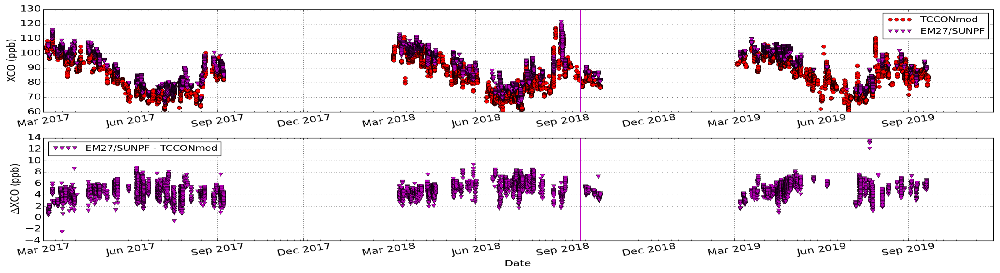 130
120
110
100
90
80
70
60
XCO (ppb)
TCCONmod
EM27/SUNPF
Mar 2017
Jun 2017
Sep 2017
Dec 2017
Mar 2018
Jun 2018
Sep 2018
Dec 2018
Mar 2019
Jun 2019
Sep 2019
14
12
10
8
6
4
2
0
−2
−4
ΔXCO (ppb)
EM27/SUNPF - TCCONmod
Mar 2017
Jun 2017
Sep 2017
Dec 2017
Mar 2018
Jun 2018
Sep 2018
Dec 2018
Mar 2019
Jun 2019
Sep 2019
Date